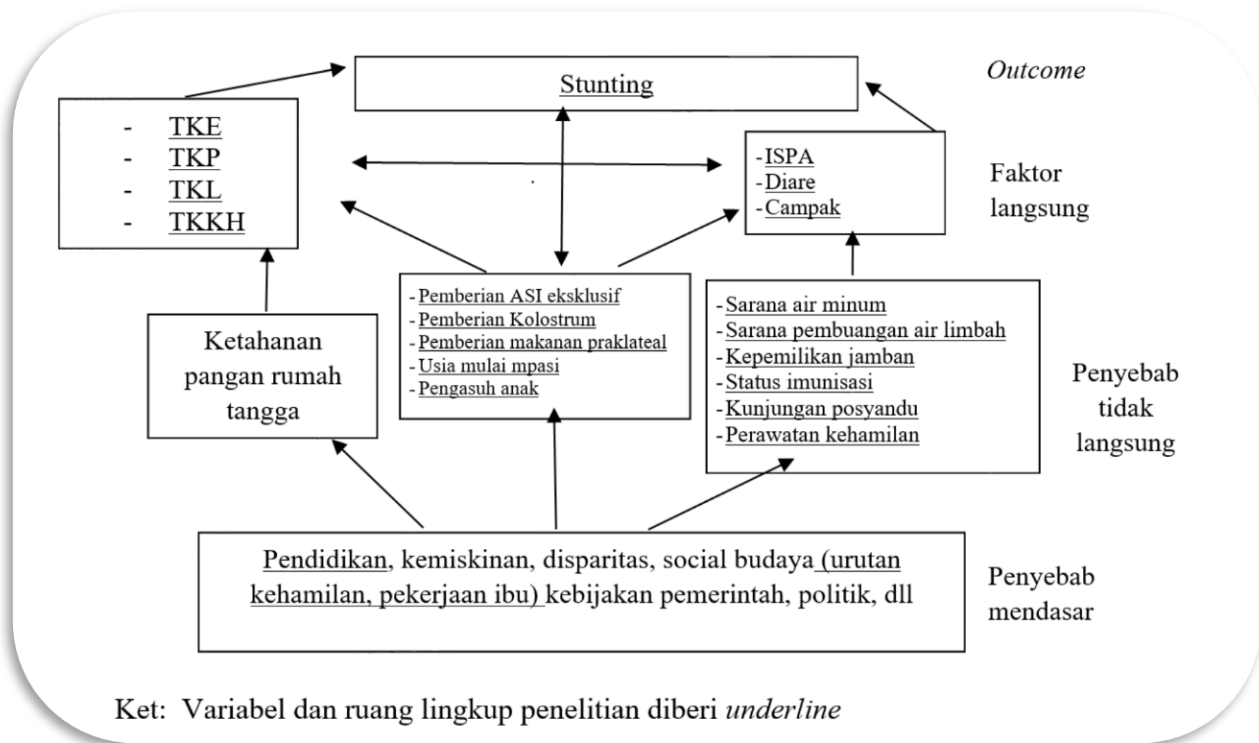 Stunting
Outcome
- TKE
- TKP
- TKL
- TKKH
-ISPA
-Diare
-Campak
Faktor
langsung
Ketahanan
pangan rumah
tangga
-Pemberian ASI eksklusif
-Pemberian Kolostrum
-Pemberian makanan praklateal
-Usia mulai mpasi
-Pengasuh anak
-Sarana air minum
-Sarana pembuangan air limbah
-Kepemilikan jamban
-Status imunisasi
-Kunjungan posyandu
-Perawatan kehamilan
Penyebab
tidak
langsung
Pendidikan, kemiskinan, disparitas, social budaya (urutan
kehamilan, pekerjaan ibu) kebijakan pemerintah, politik, dll
Penyebab
mendasar
Ket: Variabel dan ruang lingkup penelitian diberi underline